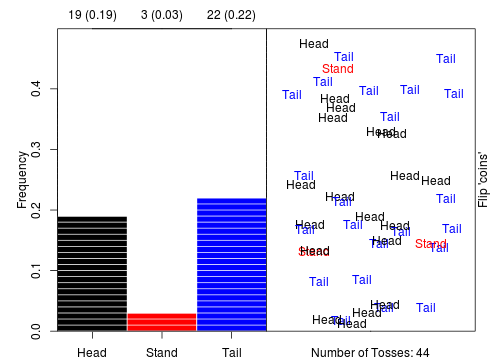 19 (0.19) 3 (0.03) 22 (0.22)
Head
Tail
Tail
Stand
Tail
Tail
Tail
Tail
Tail
Head
Head
Head
Tail
Head
Head
Tail
Head
Head
Head
Head
Tail
Tail
Head
Head
Tail
Head
Tail
Tail
Tail
Head
Tail
Stand
Tail
Stand
Head
Tail
Tail
Head
Tail
Tail
Head
Head
Tail
Head
0.0 0.1 0.2 0.3 0.4
Frequency
Flip 'coins'
Head Stand Tail
Number of Tosses: 44